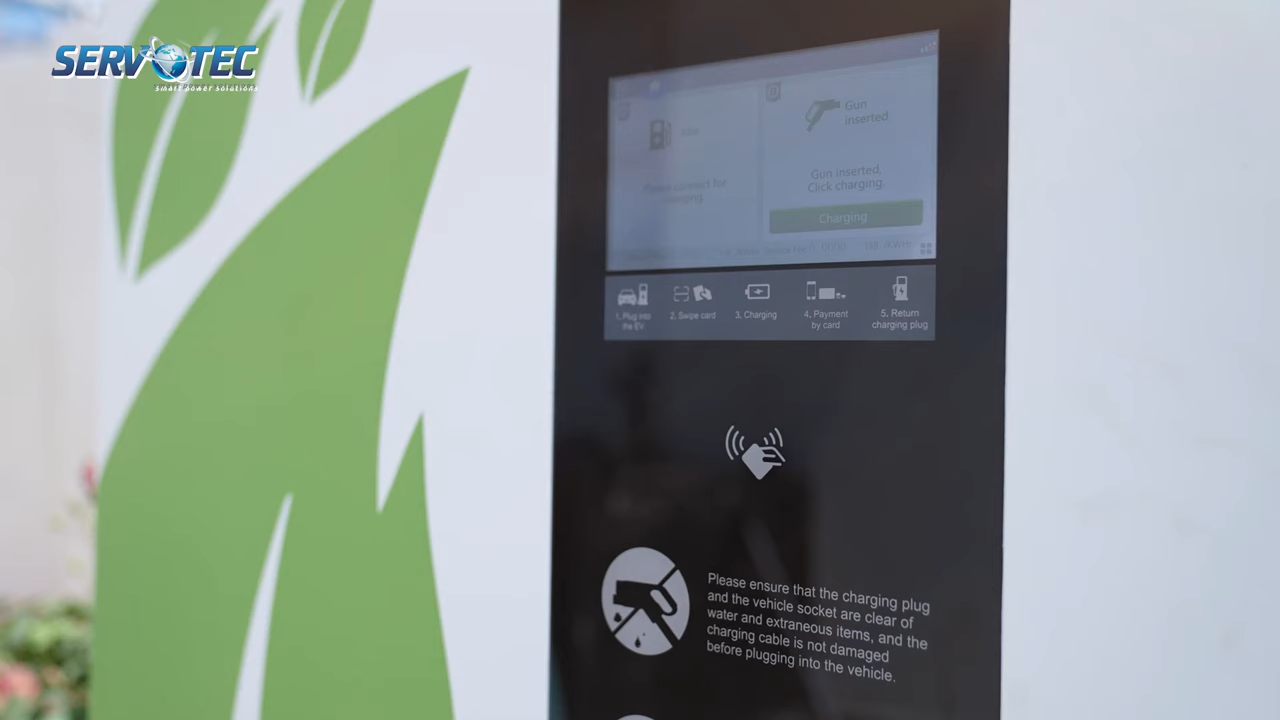 SERVOTEC
smart power solutions
Idle
Please connect for
charging
Gun
inserted
Gun inserted,
Click charging.
Charging
1. Plug into
the EV
2. Swipe card
3. Charging
4. Payment
by card
5. Return
charging plug
Please ensure that the charging plug
and the vehicle socket are clear of
water and extraneous items, and the
charging cable is not damaged
before plugging into the vehicle.